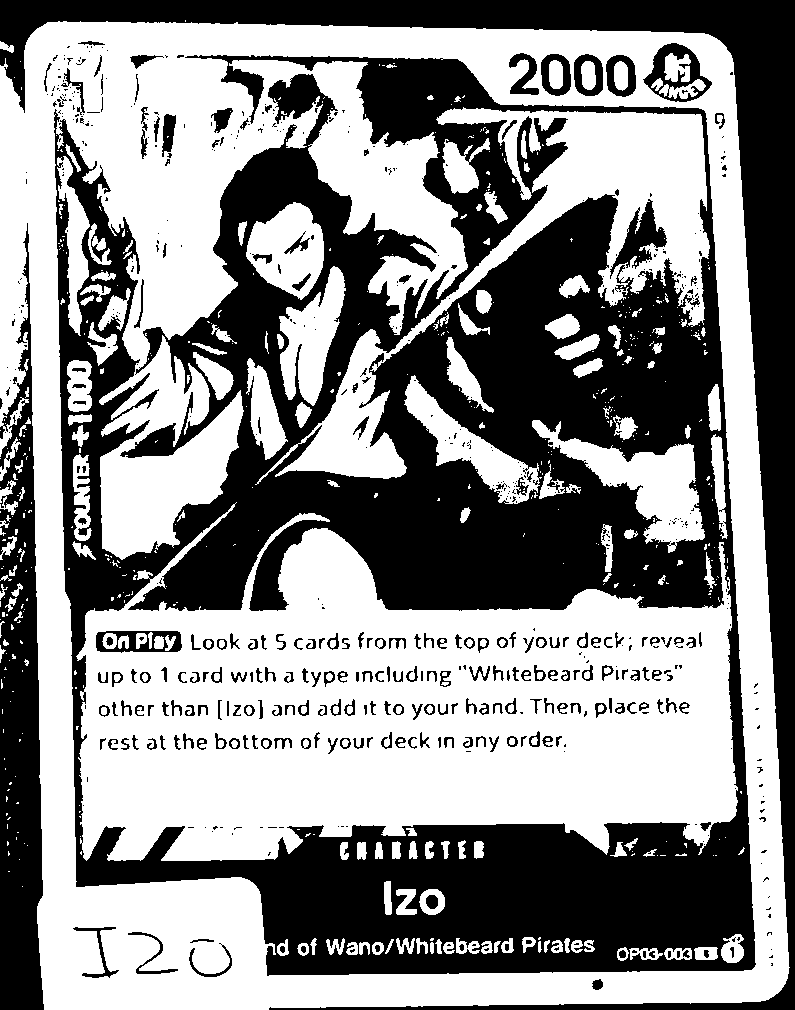 1
2000
RANGED
COUNTER +1000
On Play Look at 5 cards from the top of your deck; reveal
up to 1 card with a type including "Whitebeard Pirates"
other than [Izo] and add it to your hand. Then, place the
rest at the bottom of your deck in any order.
CHARACTER
Izo
nd of Wano/Whitebeard Pirates
OP03-003
1
IZO